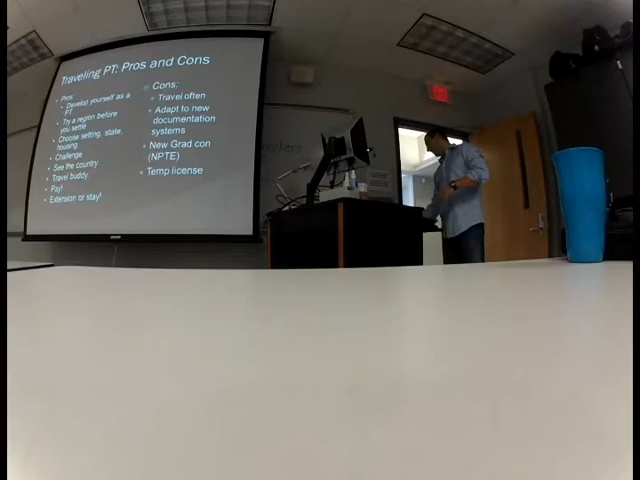 Traveling PT: Pros and Cons
Pros:
Develop yourself as a
PT
Try a region before
you settle
Choose setting, state,
housing
Challenge
See the country
Travel buddy
Pay!
Extension or stay!
Cons:
Travel often
Adapt to new
documentation
systems
New Grad con
(NPTE)
Temp license